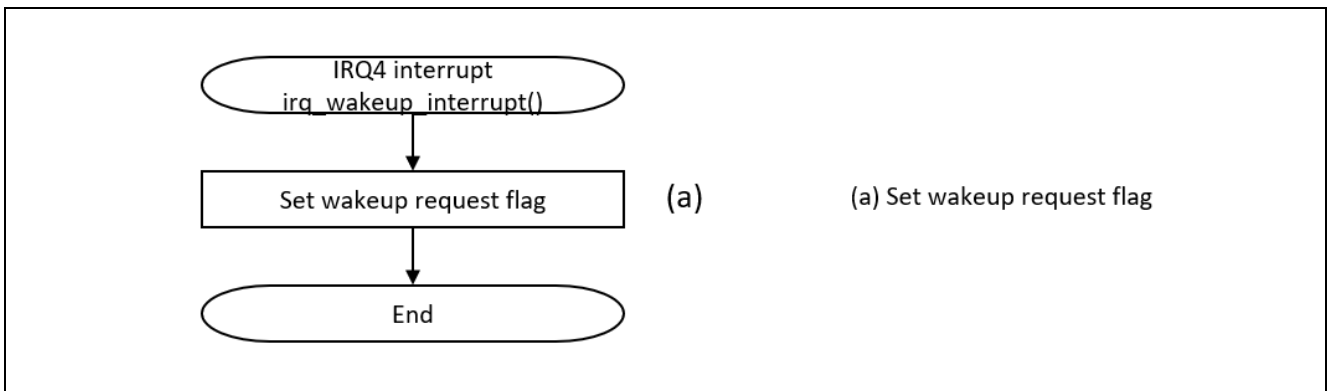 IRQ4 interrupt
irq_wakeup_interrupt()
Set wakeup request flag
(a)
(a) Set wakeup request flag
End